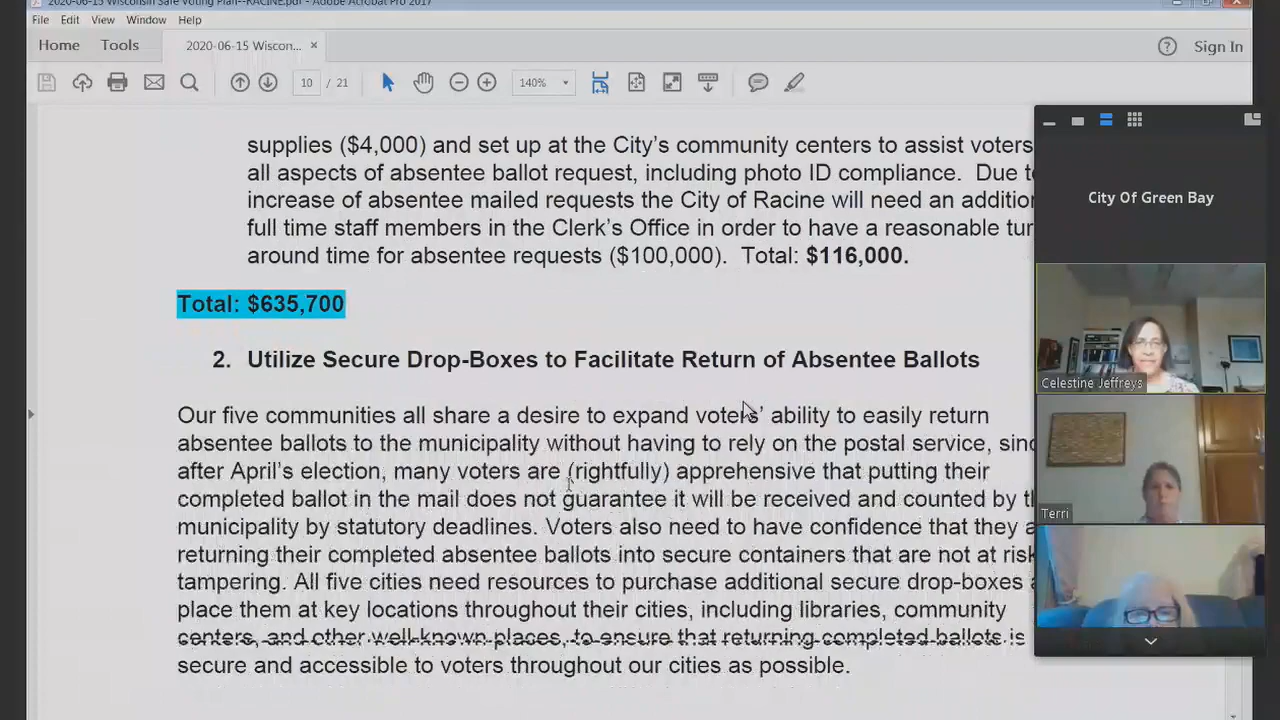 2020-06-15 Wisconsin Safe Voting Plan--RACINE.pdf - Adobe Acrobat Pro 2017
File Edit View Window Help
Home Tools 2020-06-15 Wiscon... × Sign In
10 / 21 140%
supplies ($4,000) and set up at the City's community centers to assist voters
all aspects of absentee ballot request, including photo ID compliance. Due to
increase of absentee mailed requests the City of Racine will need an addition
full time staff members in the Clerk's Office in order to have a reasonable tur
around time for absentee requests ($100,000). Total: $116,000.
Total: $635,700
2. Utilize Secure Drop-Boxes to Facilitate Return of Absentee Ballots
Our five communities all share a desire to expand voters' ability to easily return
absentee ballots to the municipality without having to rely on the postal service, sinc
after April's election, many voters are (rightfully) apprehensive that putting their
completed ballot in the mail does not guarantee it will be received and counted by th
municipality by statutory deadlines. Voters also need to have confidence that they a
returning their completed absentee ballots into secure containers that are not at risk
tampering. All five cities need resources to purchase additional secure drop-boxes a
place them at key locations throughout their cities, including libraries, community
centers, and other well-known places, to ensure that returning completed ballots is
secure and accessible to voters throughout our cities as possible.
City Of Green Bay
Celestine Jeffreys
Terri